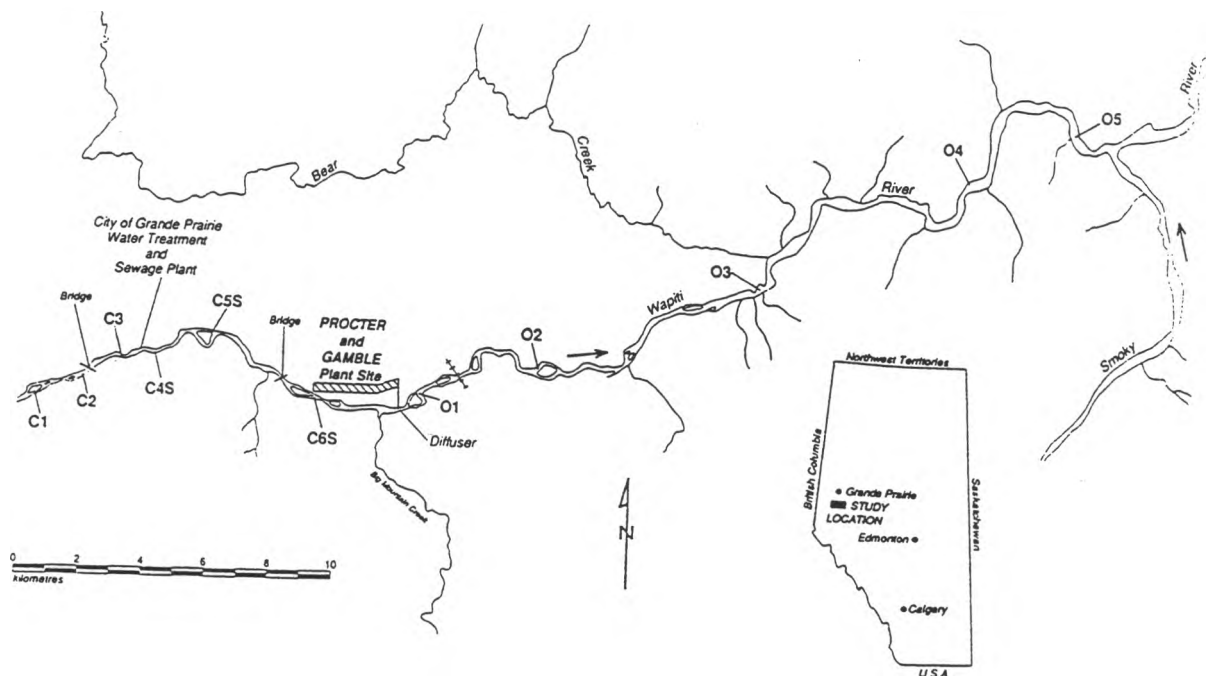 River
O5
O4
Creek
Bear
River
City of Grande Prairie
Water Treatment
and
Sewage Plant
O3
Wapiti
Bridge
C3
C5S
Bridge
PROCTER
and
GAMBLE
Plant Site
O2
Smoky
Northwest Territories
C1
C2
C4S
C6S
O1
Diffuser
British Columbia
Saskatchewan
Grande Prairie
STUDY
LOCATION
Edmonton
Big Mountain Creek
N
0 2 4 6 8 10
kilometres
Calgary
U.S.A.